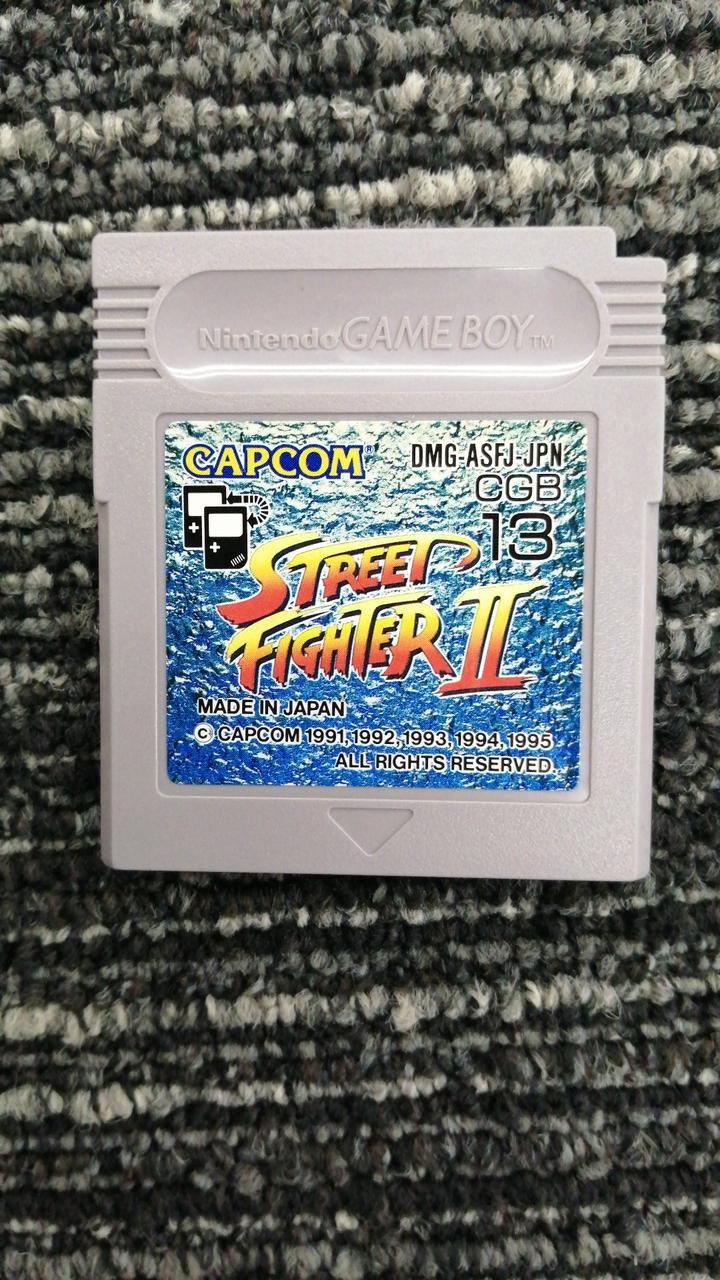 Nintendo GAME BOY TM
CAPCOM®
DMG-ASFJ-JPN
CGB
13
STREET
FIGHTER II
MADE IN JAPAN
© CAPCOM 1991,1992,1993,1994,1995
ALL RIGHTS RESERVED.